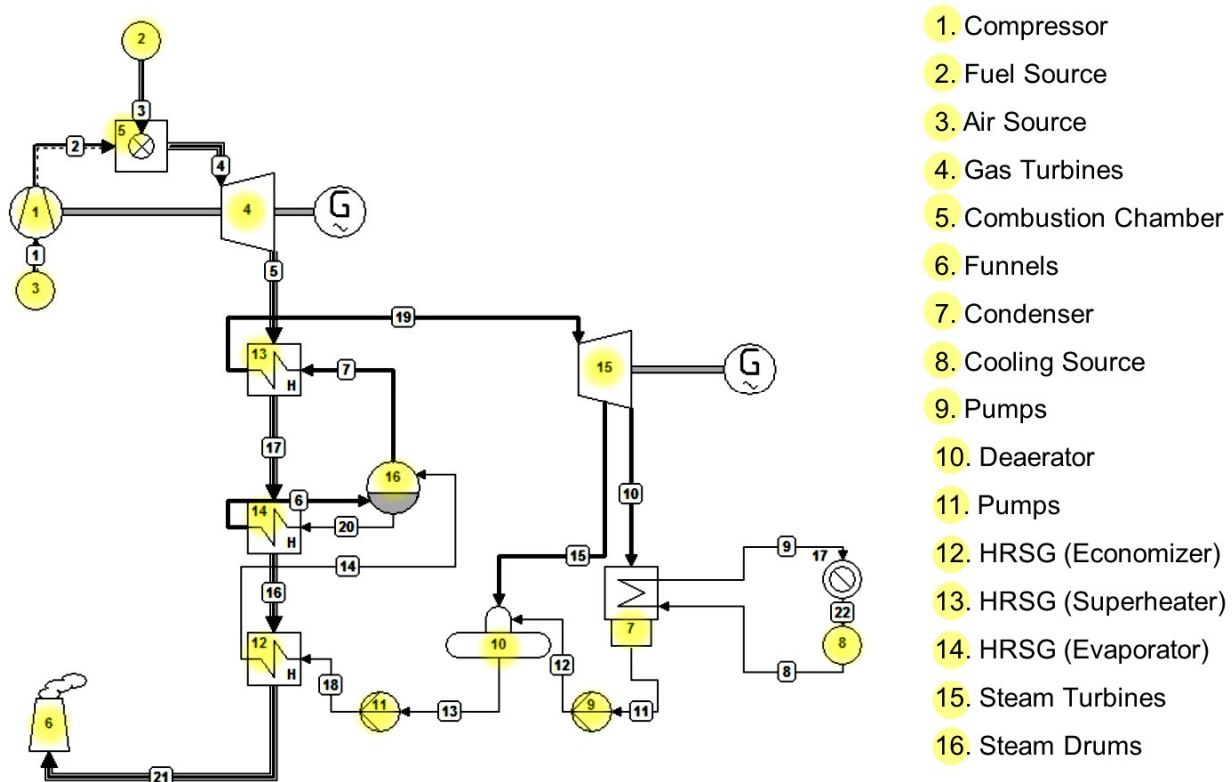 2
3
5
2
4
1
4
G
~
1
5
3
19
13
H
7
15
G
~
17
16
6
14
H
20
10
14
15
9
17
16
22
7
8
10
12
H
12
18
8
11
13
9
11
6
21
1. Compressor
2. Fuel Source
3. Air Source
4. Gas Turbines
5. Combustion Chamber
6. Funnels
7. Condenser
8. Cooling Source
9. Pumps
10. Deaerator
11. Pumps
12. HRSG (Economizer)
13. HRSG (Superheater)
14. HRSG (Evaporator)
15. Steam Turbines
16. Steam Drums